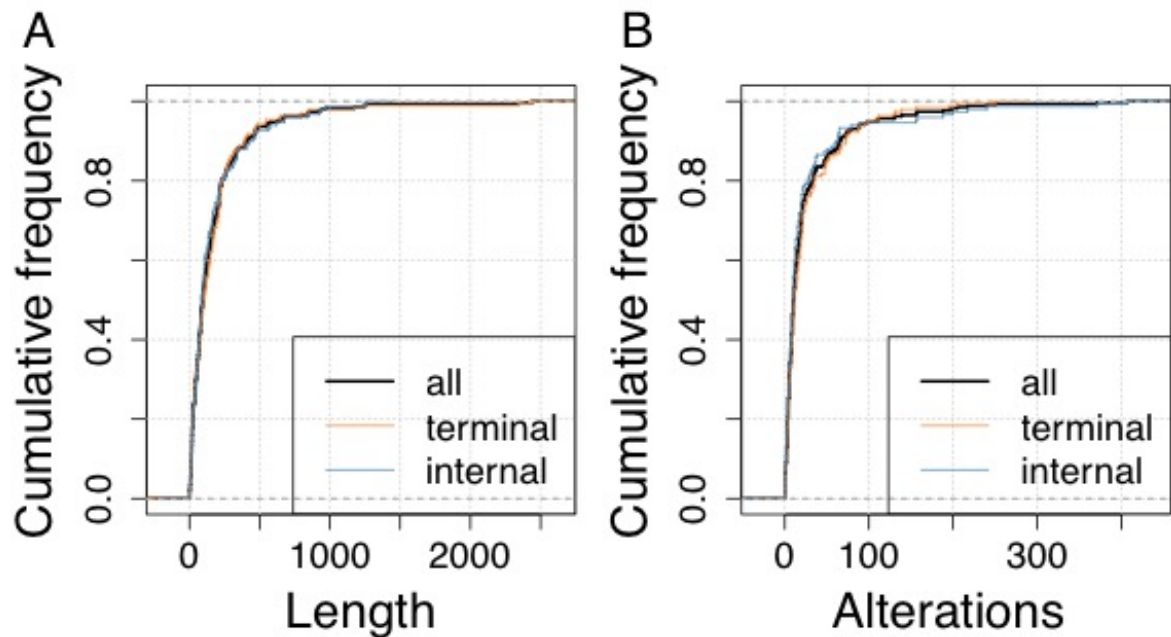 A
Cumulative frequency
0.0
0.4
0.8
0
1000
2000
Length
all
terminal
internal
B
Cumulative frequency
0.0
0.4
0.8
0
100
300
Alterations
all
terminal
internal